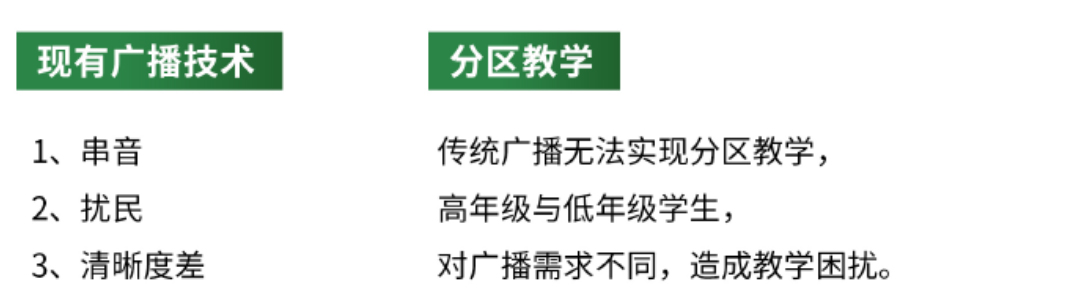 现有广播技术
1、串音
2、扰民
3、清晰度差
分区教学
传统广播无法实现分区教学，
高年级与低年级学生，
对广播需求不同，造成教学困扰。